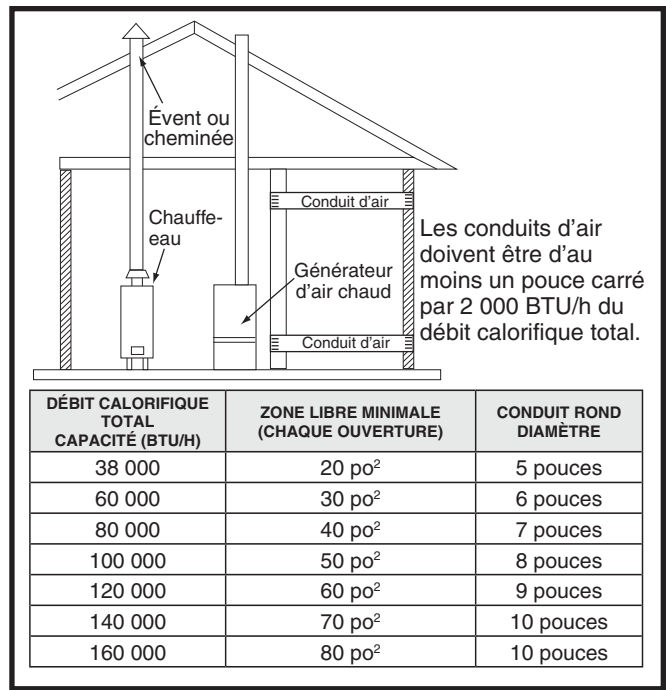 Évent ou
cheminée
Conduit d'air
Chauffe-
eau
Générateur
d'air chaud
Conduit d'air
Les conduits d'air
doivent être d'au
moins un pouce carré
par 2 000 BTU/h du
débit calorifique total.
DÉBIT CALORIFIQUE
TOTAL
CAPACITÉ (BTU/H)
ZONE LIBRE MINIMALE
(CHAQUE OUVERTURE)
CONDUIT ROND
DIAMÈTRE
38 000 20 po² 5 pouces
60 000 30 po² 6 pouces
80 000 40 po² 7 pouces
100 000 50 po² 8 pouces
120 000 60 po² 9 pouces
140 000 70 po² 10 pouces
160 000 80 po² 10 pouces